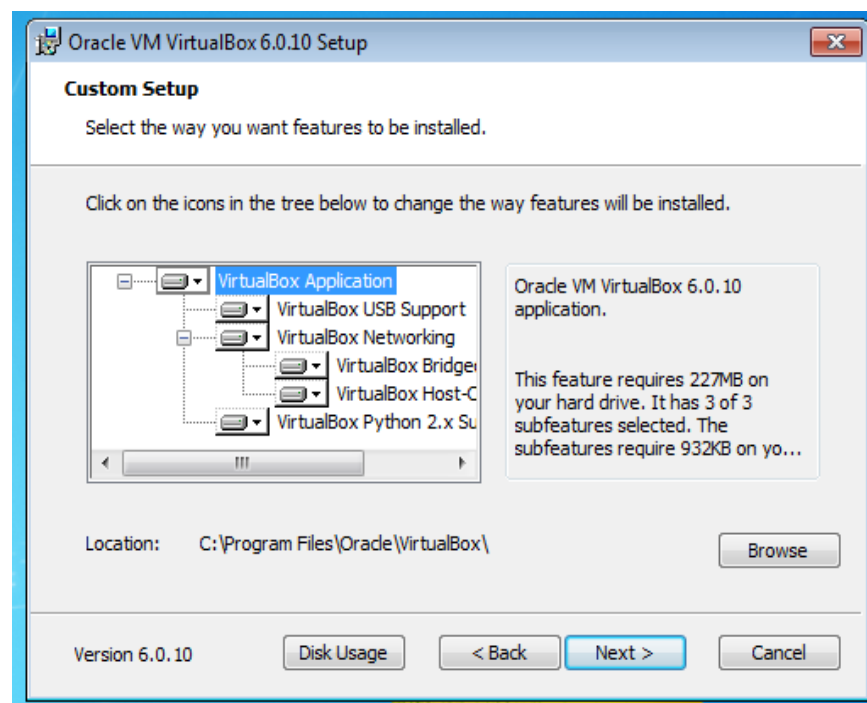 Oracle VM VirtualBox 6.0.10 Setup
Custom Setup
Select the way you want features to be installed.
Click on the icons in the tree below to change the way features will be installed.
VirtualBox Application
VirtualBox USB Support
VirtualBox Networking
VirtualBox Bridge
VirtualBox Host-C
VirtualBox Python 2.x Su
Oracle VM VirtualBox 6.0.10
application.
This feature requires 227MB on
your hard drive. It has 3 of 3
subfeatures selected. The
subfeatures require 932KB on yo...
Location: C:\Program Files\Oracle\VirtualBox\
Browse
Version 6.0.10
Disk Usage
< Back
Next >
Cancel